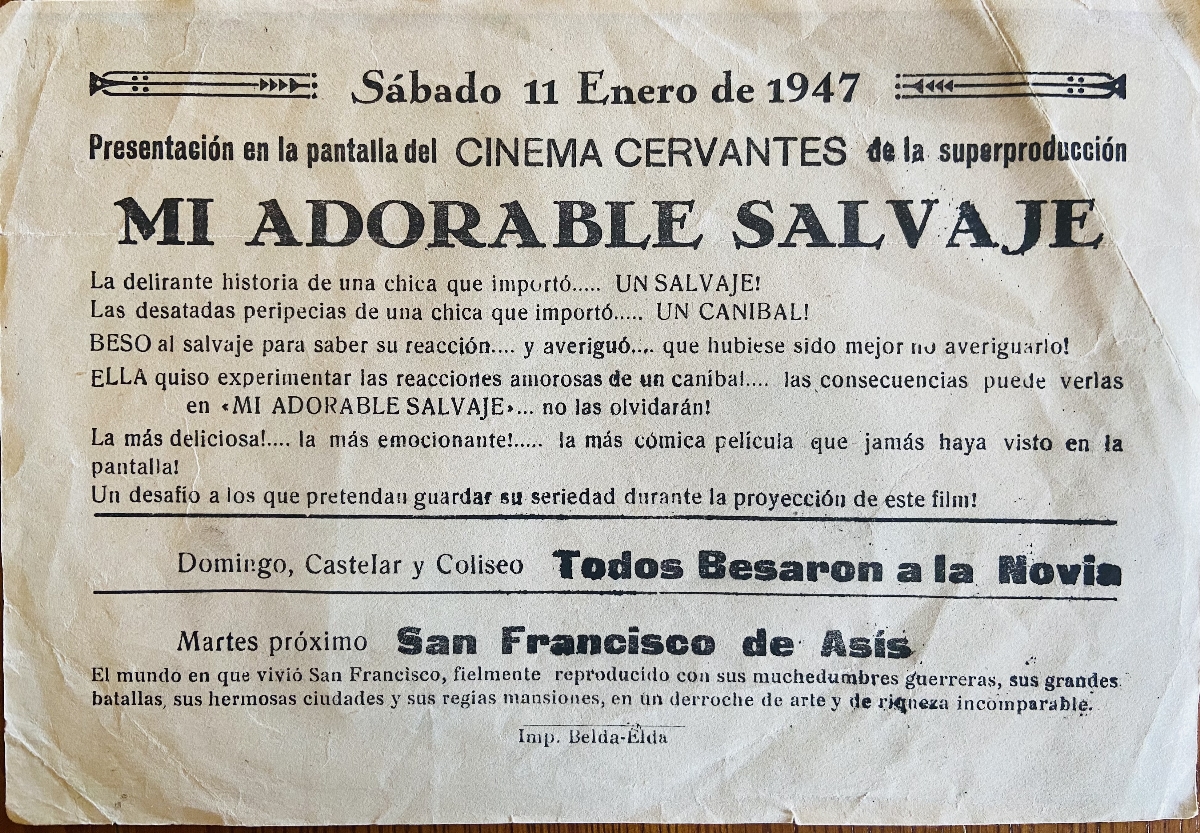 Sábado 11 Enero de 1947
Presentación en la pantalla del CINEMA CERVANTES de la superproducción
MI ADORABLE SALVAJE
La delirante historia de una chica que importó..... UN SALVAJE!
Las desatadas peripecias de una chica que importó..... UN CANIBAL!
BESO al salvaje para saber su reacción.... y averiguó.... que hubiese sido mejor no averiguarlo!
ELLA quiso experimentar las reacciones amorosas de un caníbal.... las consecuencias puede verlas
en «MI ADORABLE SALVAJE»... no las olvidarán!
La más deliciosa!.... la más emocionante!..... la más cómica película que jamás haya visto en la
pantalla!
Un desafío a los que pretendan guardar su seriedad durante la proyección de este film!
Domingo, Castelar y Coliseo Todos Besaron a la Novia
Martes próximo San Francisco de Asís
El mundo en que vivió San Francisco, fielmente reproducido con sus muchedumbres guerreras, sus grandes
batallas, sus hermosas ciudades y sus regias mansiones, en un derroche de arte y de riqueza incomparable.
Imp. Belda-Elda